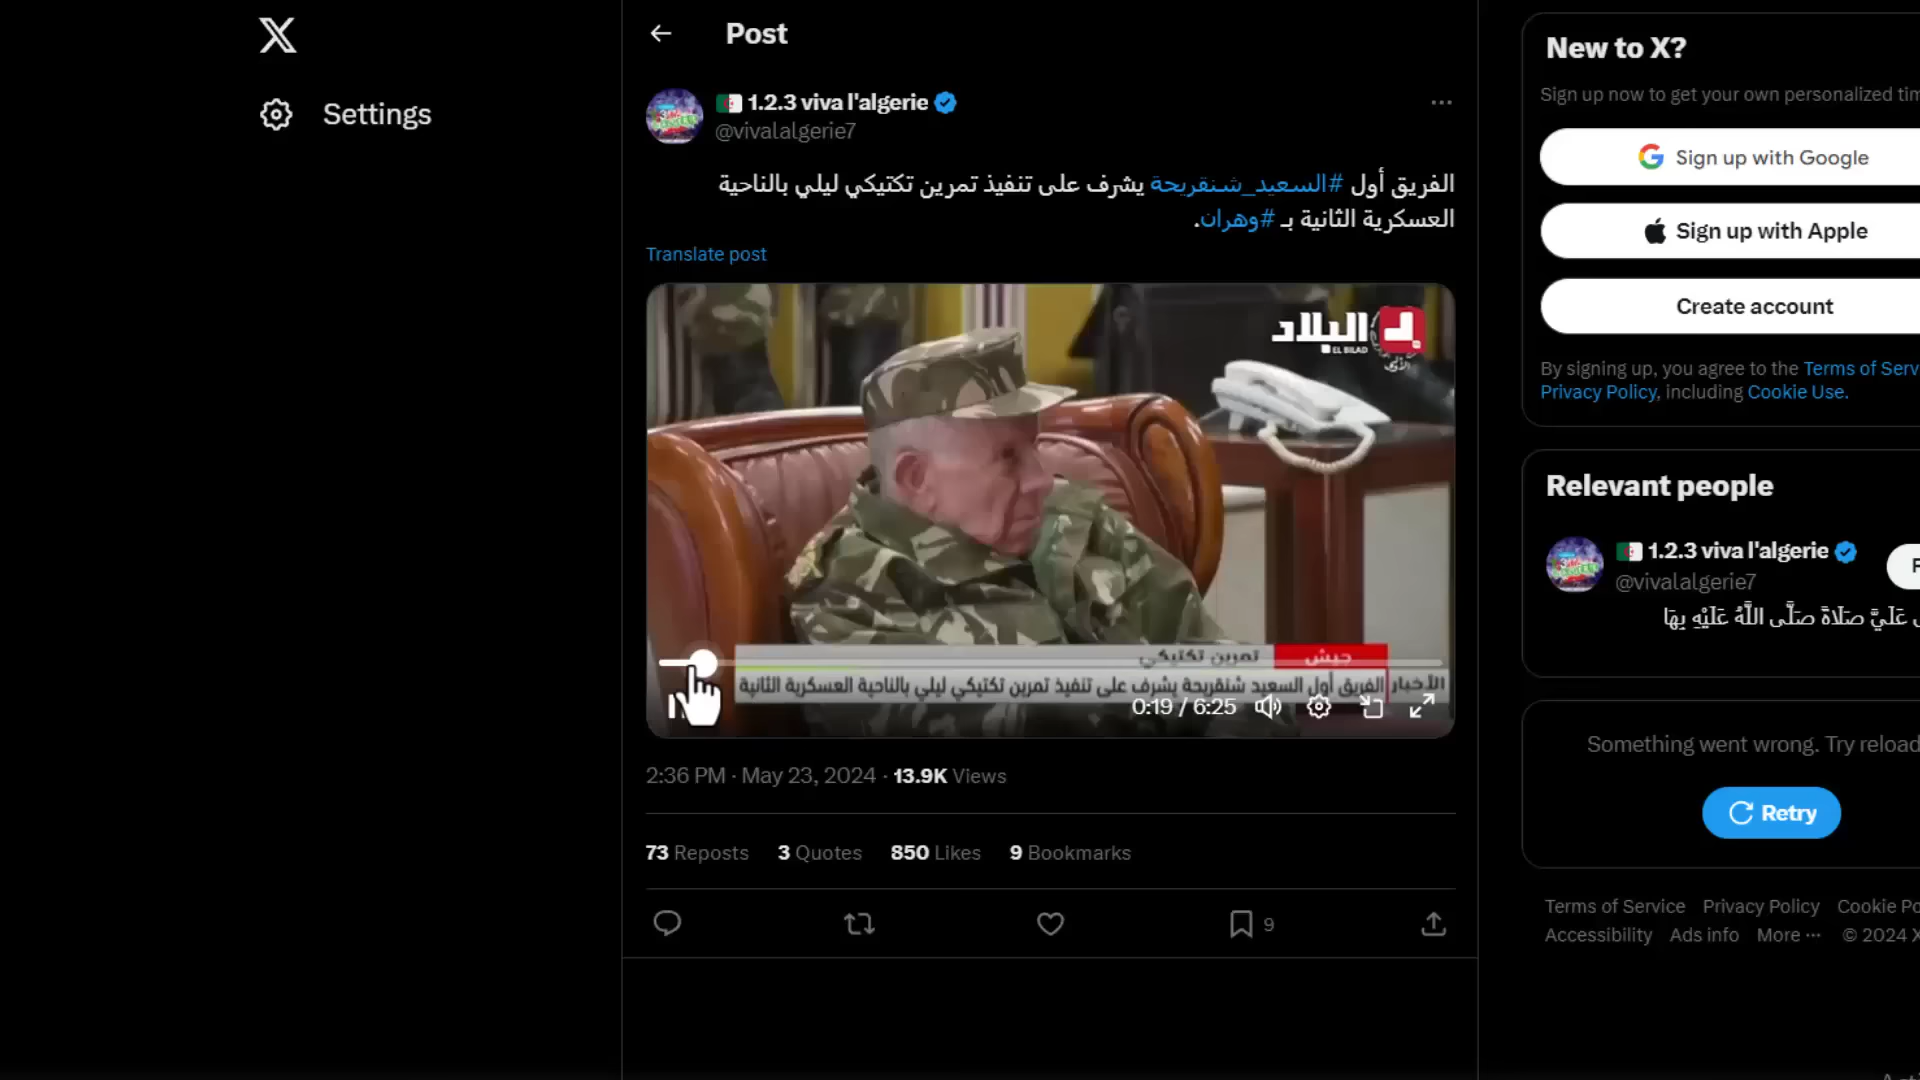 Post
New to X?
Sign up now to get your own personalized tim
Settings
1.2.3 viva l'algerie
@vivalalgerie7
Sign up with Google
الفريق أول #السعيد_شنقريحة يشرف على تنفيذ تمرين تكتيكي ليلي بالناحية
العسكرية الثانية بـ #وهران.
Sign up with Apple
Translate post
Create account
البلاد
EL BILAD
By signing up, you agree to the Terms of Serv
Privacy Policy, including Cookie Use.
Relevant people
1.2.3 viva l'algerie
@vivalalgerie7
عَلَيَّ صَلَاةً صَلَّى اللَّهُ عَلَيْهِ بِهَا
جيش
تمرين تكتيكي
الأخبار
الفريق أول السعيد شنقريحة يشرف على تنفيذ تمرين تكتيكي ليلي بالناحية العسكرية الثانية
0:19 / 6:25
Something went wrong. Try reload
Retry
2:36 PM · May 23, 2024 · 13.9K Views
73 Reposts 3 Quotes 850 Likes 9 Bookmarks
9
Terms of Service Privacy Policy Cookie Po
Accessibility Ads info More ··· © 2024 X